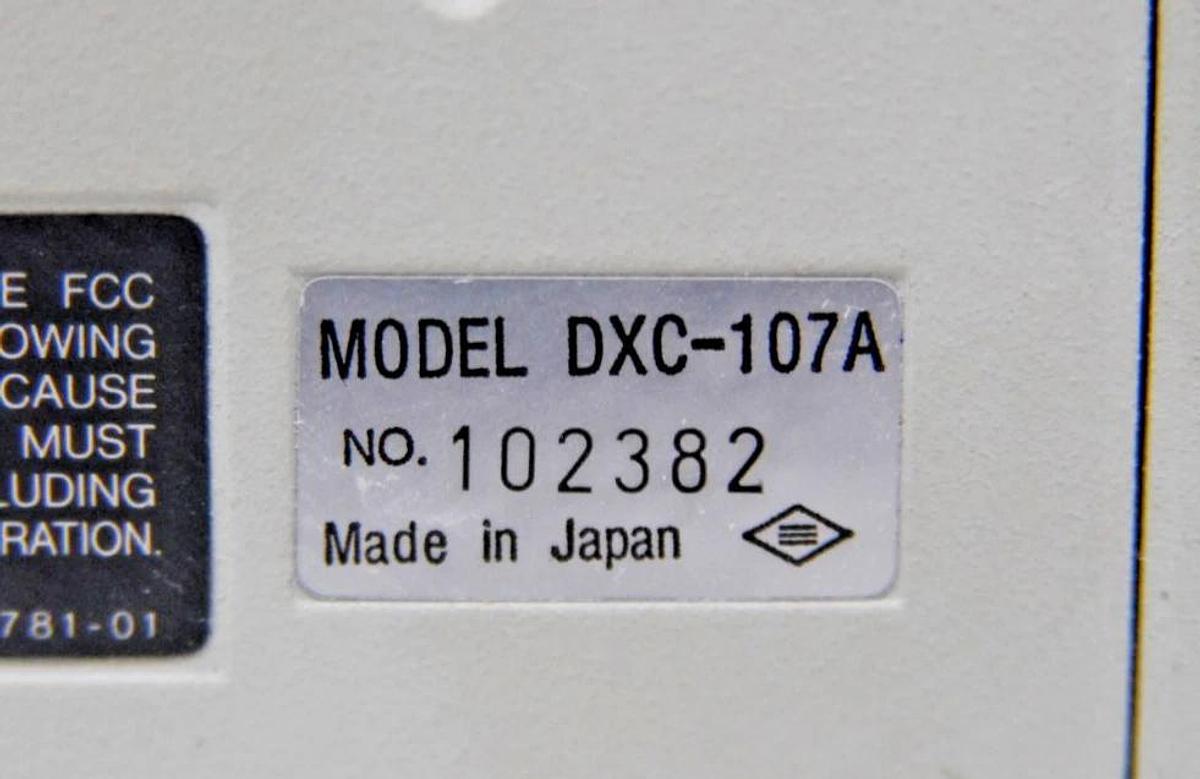 E FCC
OWING
CAUSE
MUST
LUDING
RATION.
781-01
MODEL DXC-107A
NO. 102382
Made in Japan